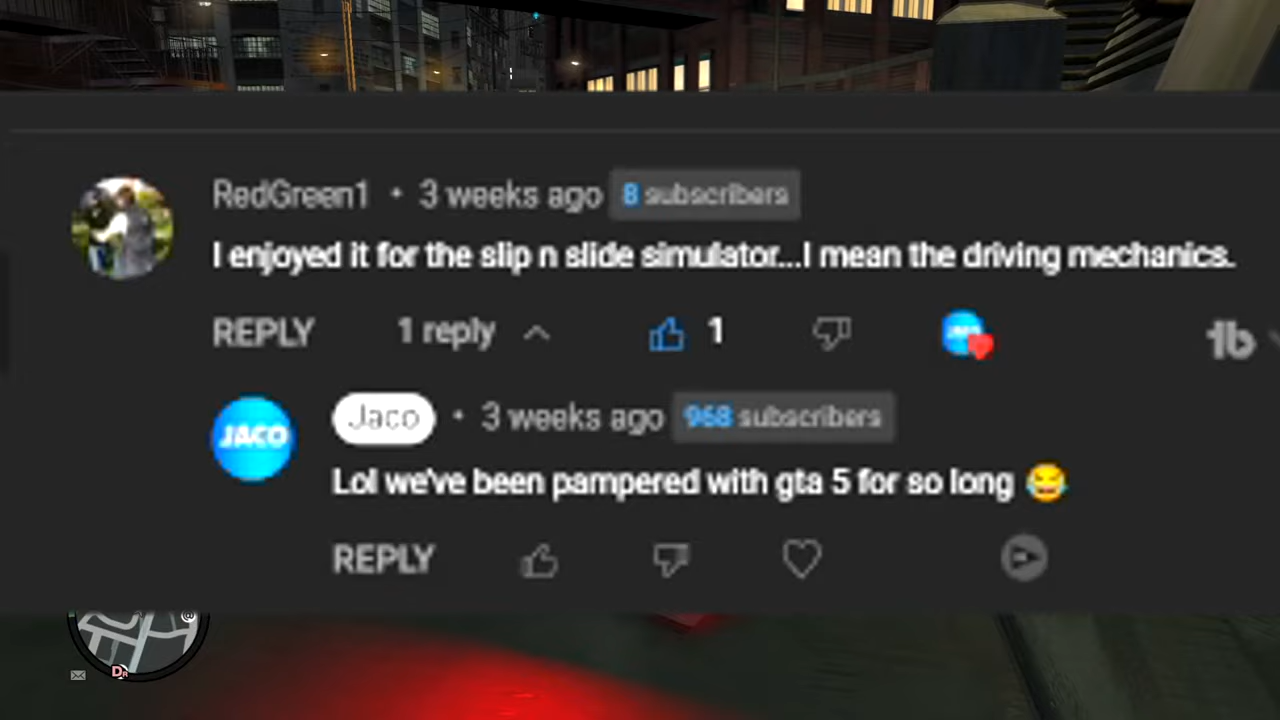 RedGreen1 • 3 weeks ago 8 subscribers
I enjoyed it for the slip n slide simulator...I mean the driving mechanics.
REPLY 1 reply 1
JACO
Jaco • 3 weeks ago 968 subscribers
Lol we've been pampered with gta 5 for so long 😂
REPLY